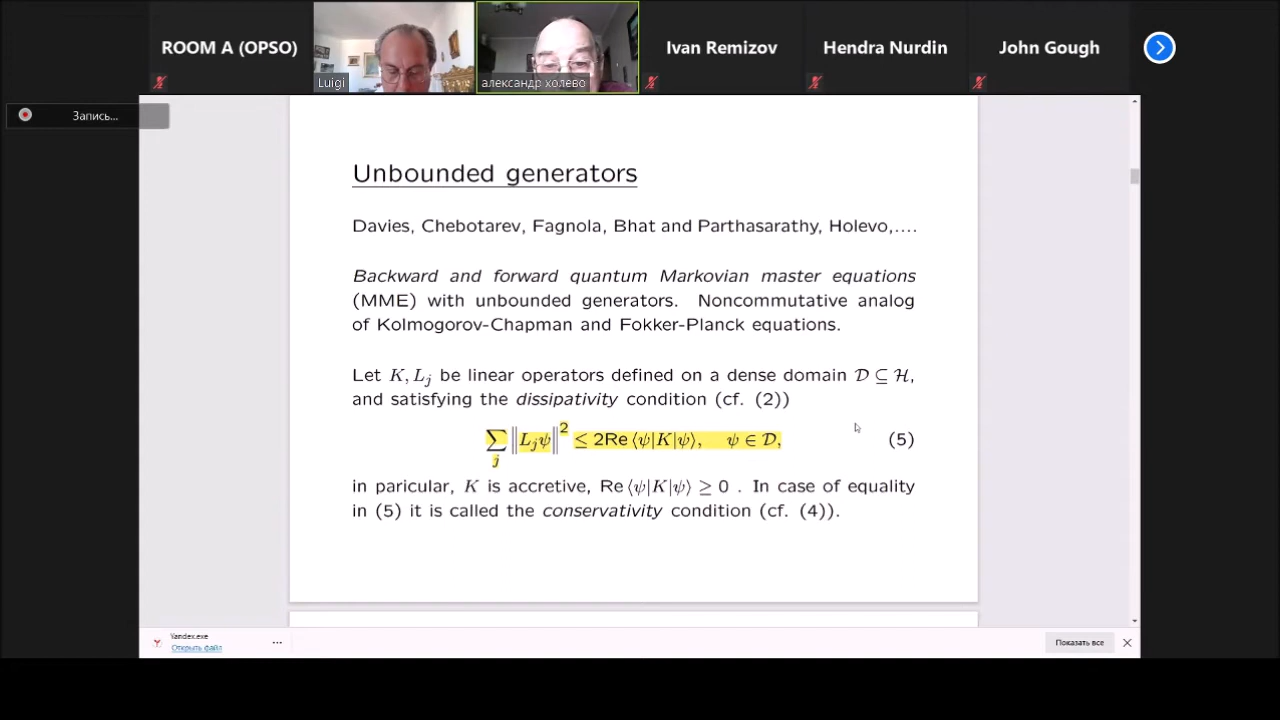 ROOM A (OPSO)
Luigi
александр холево
Ivan Remizov
Hendra Nurdin
John Gough
Запись...
Unbounded generators
Davies, Chebotarev, Fagnola, Bhat and Parthasarathy, Holevo,....
Backward and forward quantum Markovian master equations
(MME) with unbounded generators. Noncommutative analog
of Kolmogorov-Chapman and Fokker-Planck equations.
Let K, L_j be linear operators defined on a dense domain 𝒟 ⊆ ℋ,
and satisfying the dissipativity condition (cf. (2))
∑_j ‖L_jψ‖² ≤ 2Re ⟨ψ|K|ψ⟩, ψ ∈ 𝒟, (5)
in paricular, K is accretive, Re ⟨ψ|K|ψ⟩ ≥ 0 . In case of equality
in (5) it is called the conservativity condition (cf. (4)).
Yandex.exe
Открыть файл
...
Показать все